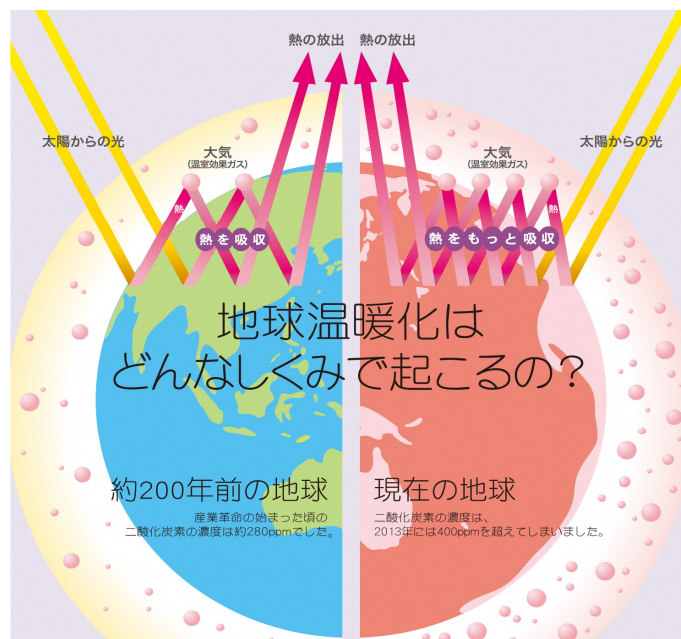 熱の放出
熱の放出
太陽からの光
太陽からの光
大気
(温室効果ガス)
大気
(温室効果ガス)
熱
熱
熱を吸収
熱をもっと吸収
地球温暖化は
どんなしくみで起こるの？
約200年前の地球
産業革命の始まった頃の
二酸化炭素の濃度は約280ppmでした。
現在の地球
二酸化炭素の濃度は、
2013年には400ppmを超えてしまいました。